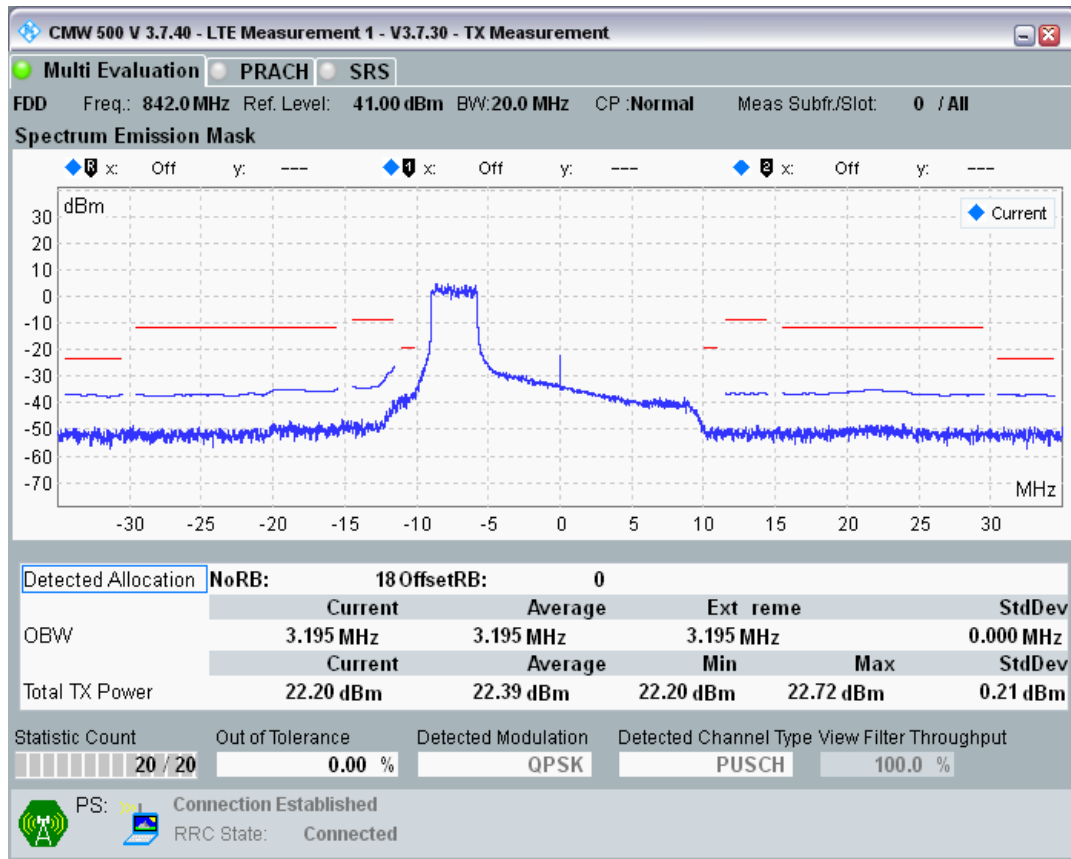 CMW 500 V 3.7.40 - LTE Measurement 1 - V3.7.30 - TX Measurement
Multi Evaluation PRACH SRS
FDD Freq.: 842.0 MHz Ref. Level: 41.00 dBm BW: 20.0 MHz CP :Normal Meas Subfr./Slot: 0 / All
Spectrum Emission Mask
R x: Off y: --- 1 x: Off y: --- 2 x: Off y: ---
dBm
Current
30
20
10
0
-10
-20
-30
-40
-50
-60
-70
MHz
-30 -25 -20 -15 -10 -5 0 5 10 15 20 25 30
Detected Allocation NoRB: 18 OffsetRB: 0
Current Average Ext reme StdDev
OBW 3.195 MHz 3.195 MHz 3.195 MHz 0.000 MHz
Current Average Min Max StdDev
Total TX Power 22.20 dBm 22.39 dBm 22.20 dBm 22.72 dBm 0.21 dBm
Statistic Count Out of Tolerance Detected Modulation Detected Channel Type View Filter Throughput
20 / 20 0.00 % QPSK PUSCH 100.0 %
PS: Connection Established
RRC State: Connected